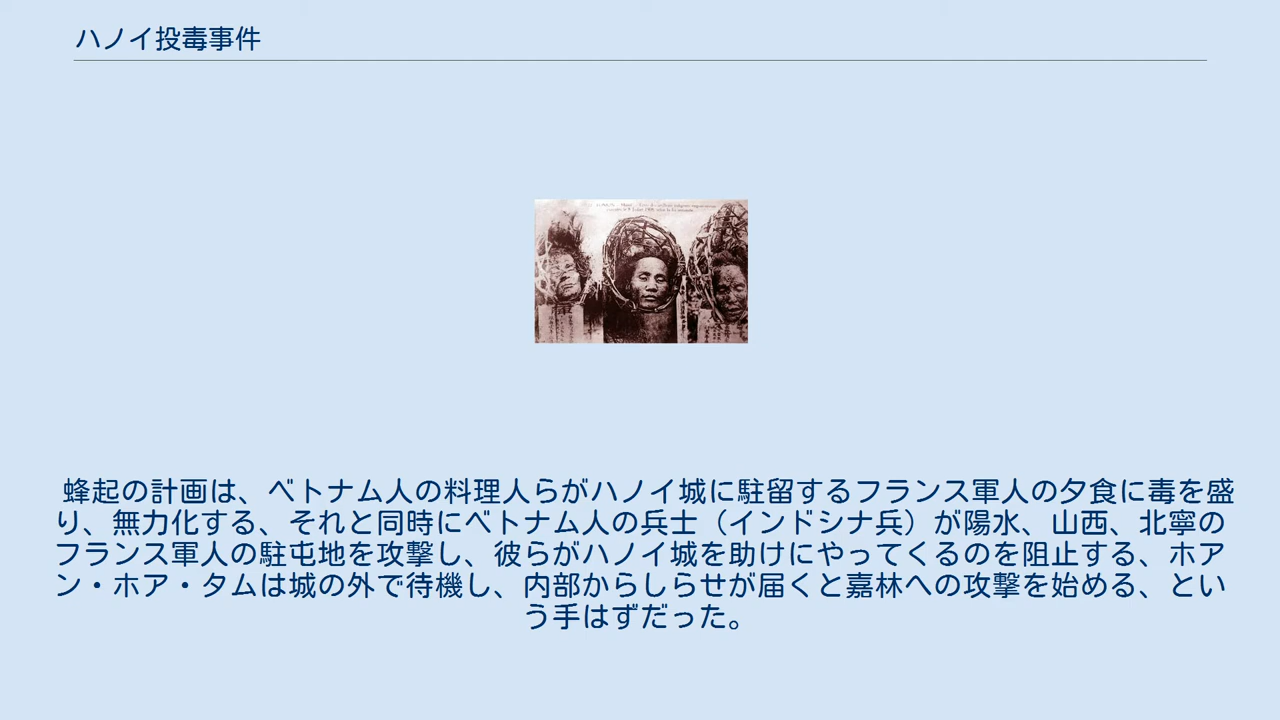 ハノイ投毒事件
蜂起の計画は、ベトナム人の料理人らがハノイ城に駐留するフランス軍人の夕食に毒を盛
り、無力化する、それと同時にベトナム人の兵士（インドシナ兵）が陽水、山西、北寧の
フランス軍人の駐屯地を攻撃し、彼らがハノイ城を助けにやってくるのを阻止する、ホア
ン・ホア・タムは城の外で待機し、内部からしらせが届くと嘉林への攻撃を始める、とい
う手はずだった。